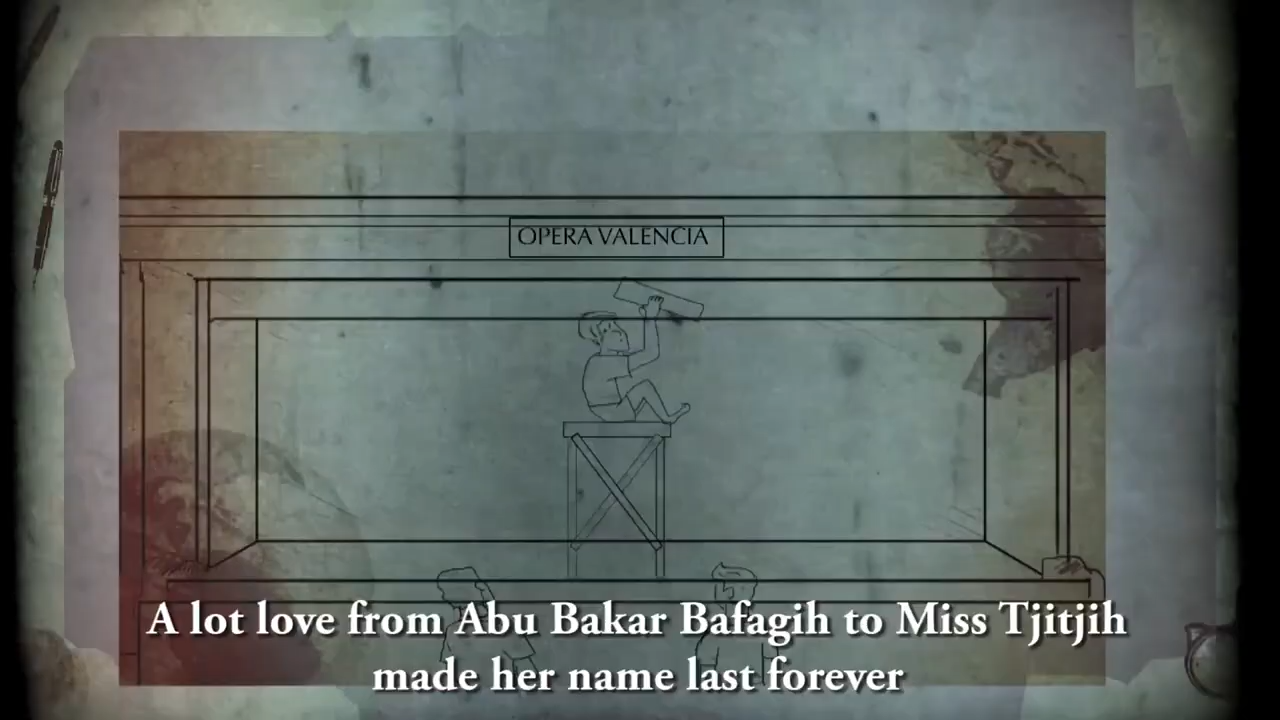 OPERA VALENCIA
A lot love from Abu Bakar Bafagih to Miss Tjitjih
made her name last forever